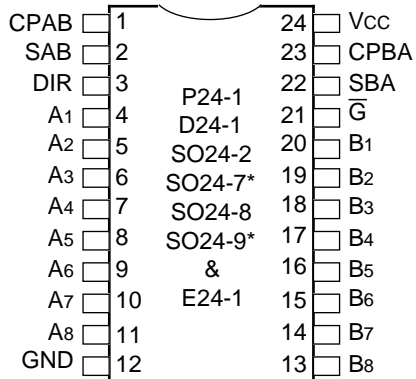 CPAB 1 24 VCC
SAB 2 23 CPBA
DIR 3 22 SBA
A1 4 P24-1 21 G̅
A2 5 D24-1 20 B1
A3 6 SO24-2 19 B2
A4 7 SO24-7* 18 B3
A5 8 SO24-8 17 B4
A6 9 SO24-9* 16 B5
A7 10 & 15 B6
A8 11 E24-1 14 B7
GND 12 13 B8